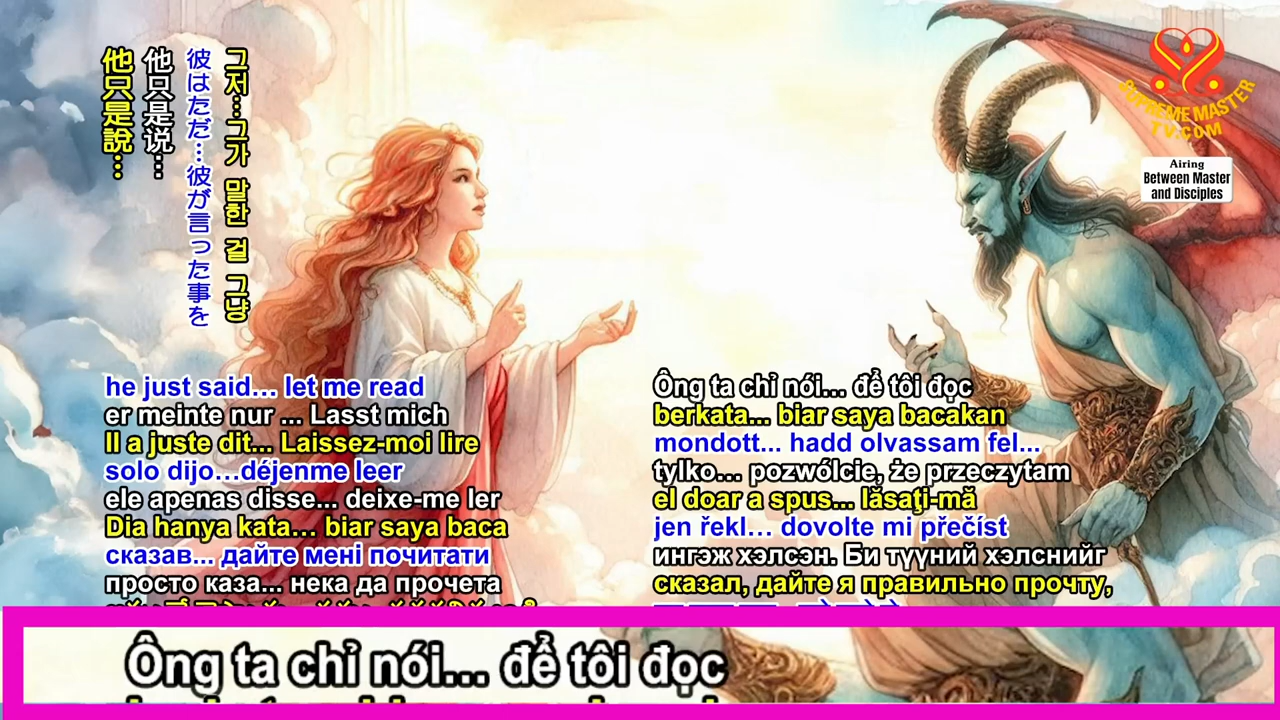 他只是說…
他只是说…
彼はただ…彼が言った事を
그저…그가 말한 걸 그냥
SUPREME MASTER
TV.COM
Airing
Between Master
and Disciples
he just said… let me read
er meinte nur ... Lasst mich
Il a juste dit... Laissez-moi lire
solo dijo…déjenme leer
ele apenas disse... deixe-me ler
Dia hanya kata… biar saya baca
сказав... дайте мені почитати
просто каза... нека да прочета
Ông ta chỉ nói... để tôi đọc
berkata... biar saya bacakan
mondott... hadd olvassam fel...
tylko… pozwólcie, że przeczytam
el doar a spus... lăsaţi-mă
jen řekl… dovolte mi přečíst
ингэж хэлсэн. Би түүний хэлснийг
сказал, дайте я правильно прочту,
Ông ta chỉ nói... để tôi đọc